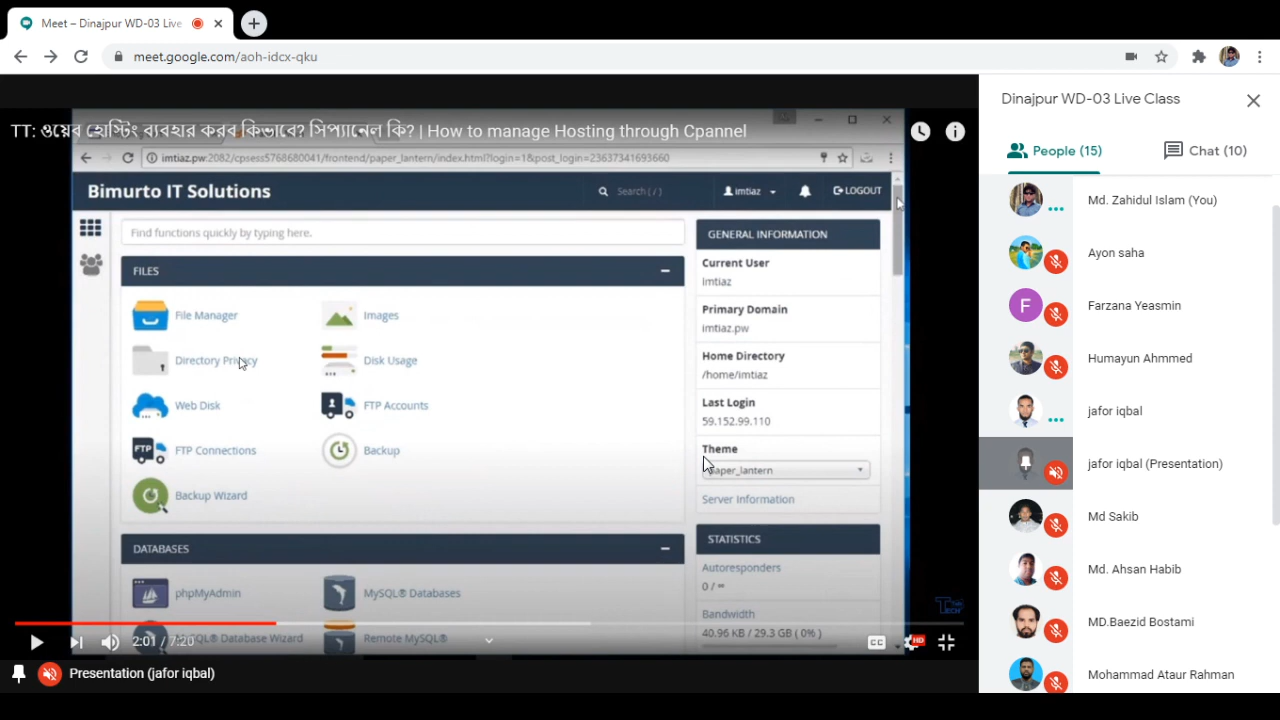 Meet – Dinajpur WD-03 Live
meet.google.com/aoh-idcx-qku
TT: ওয়েব হোস্টিং ব্যবহার করব কিভাবে? সিপ্যানেল কি? | How to manage Hosting through Cpannel
imtiaz.pw:2082/cpsess5768680041/frontend/paper_lantern/index.html?login=1&post_login=23637341693660
Bimurto IT Solutions
Search ( / )
imtiaz
LOGOUT
Find functions quickly by typing here.
FILES
File Manager
Images
Directory Privacy
Disk Usage
Web Disk
FTP Accounts
FTP Connections
Backup
Backup Wizard
DATABASES
phpMyAdmin
MySQL® Databases
MySQL® Database Wizard
Remote MySQL®
GENERAL INFORMATION
Current User
imtiaz
Primary Domain
imtiaz.pw
Home Directory
/home/imtiaz
Last Login
59.152.99.110
Theme
paper_lantern
Server Information
STATISTICS
Autoresponders
0 / ∞
Bandwidth
40.96 KB / 29.3 GB ( 0% )
2:01 / 7:20
CC
HD
Presentation (jafor iqbal)
Dinajpur WD-03 Live Class
People (15)
Chat (10)
Md. Zahidul Islam (You)
Ayon saha
F
Farzana Yeasmin
Humayun Ahmmed
jafor iqbal
jafor iqbal (Presentation)
Md Sakib
Md. Ahsan Habib
MD.Baezid Bostami
Mohammad Ataur Rahman